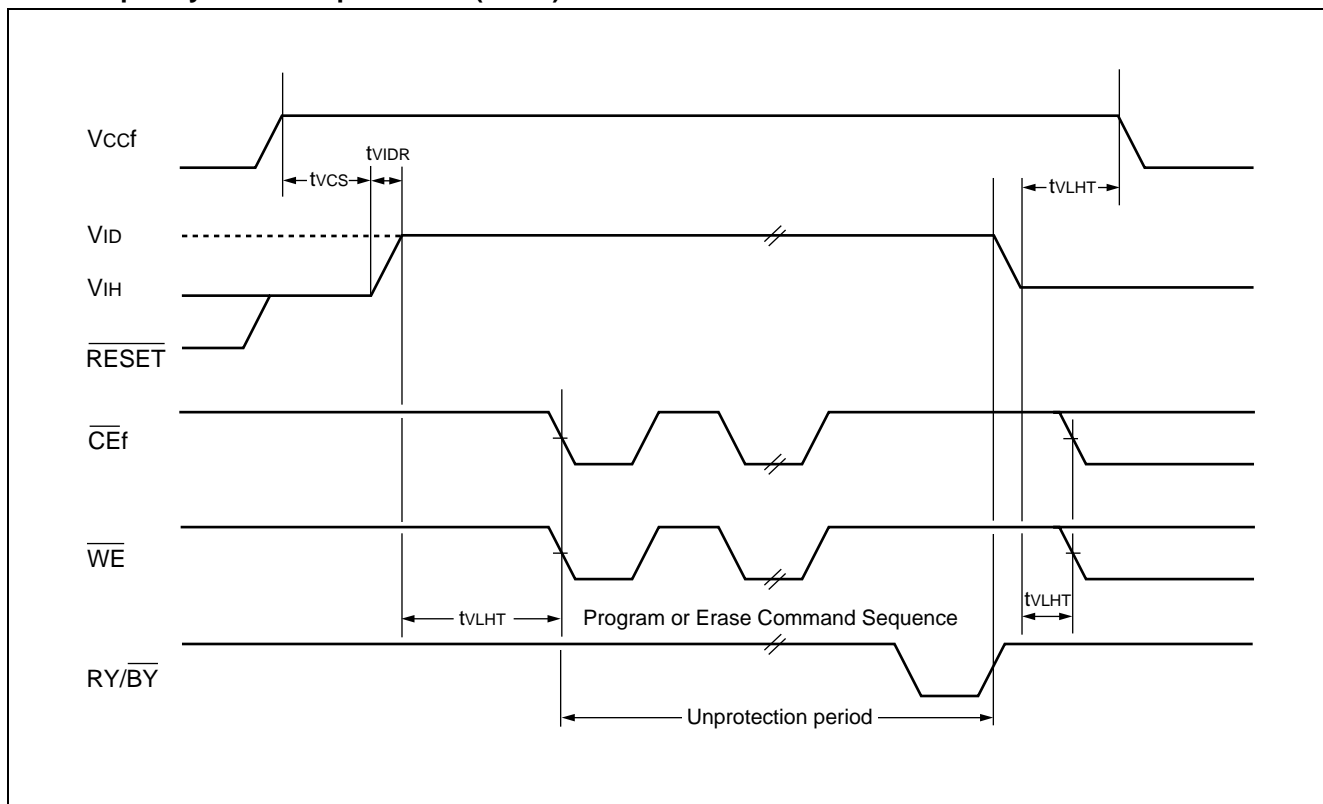 VCCf
tVIDR
tVCS
tVLHT
VID
VIH
RESET
CEf
WE
tVLHT
Program or Erase Command Sequence
tVLHT
RY/BY
Unprotection period